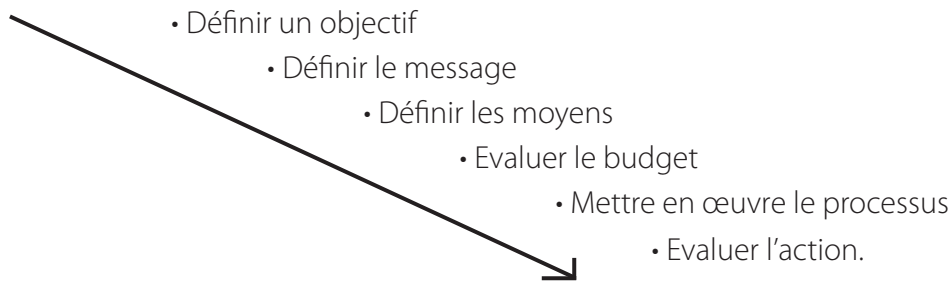 • Définir un objectif
• Définir le message
• Définir les moyens
• Evaluer le budget
• Mettre en œuvre le processus
• Evaluer l’action.